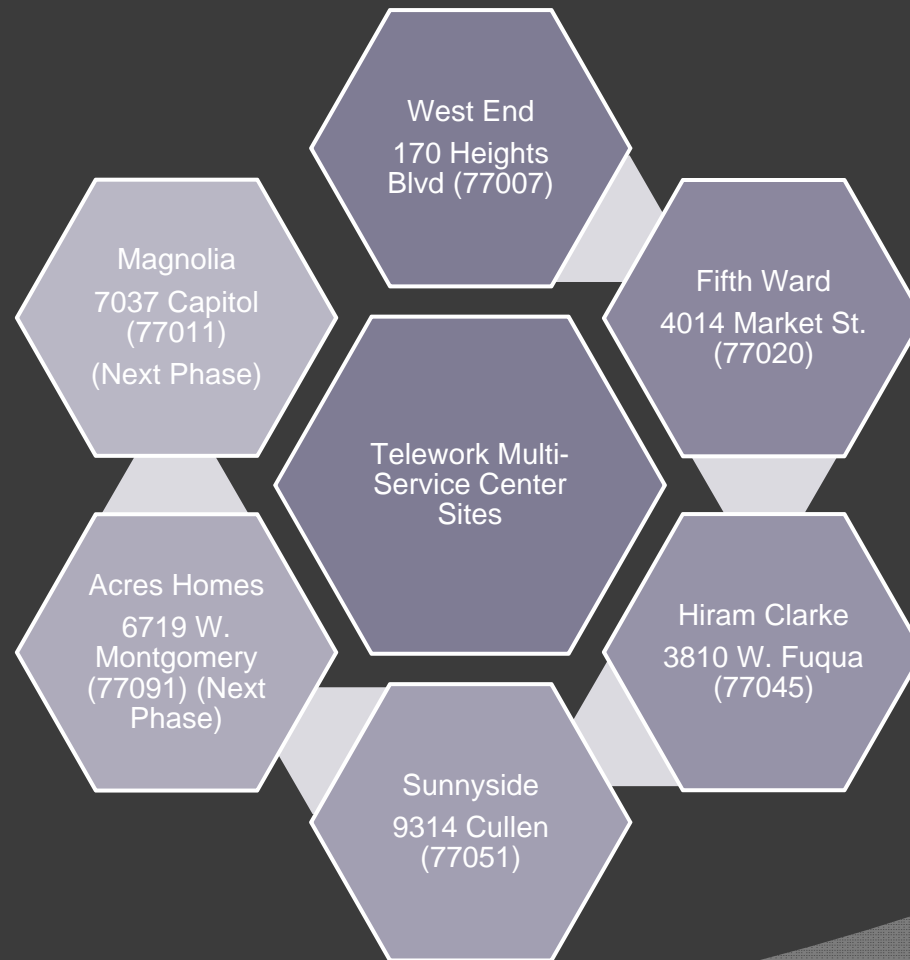 West End
170 Heights
Blvd (77007)
Fifth Ward
4014 Market St.
(77020)
Hiram Clarke
3810 W. Fuqua
(77045)
Sunnyside
9314 Cullen
(77051)
Acres Homes
6719 W.
Montgomery
(77091) (Next
Phase)
Magnolia
7037 Capitol
(77011)
(Next Phase)
Telework Multi-
Service Center
Sites